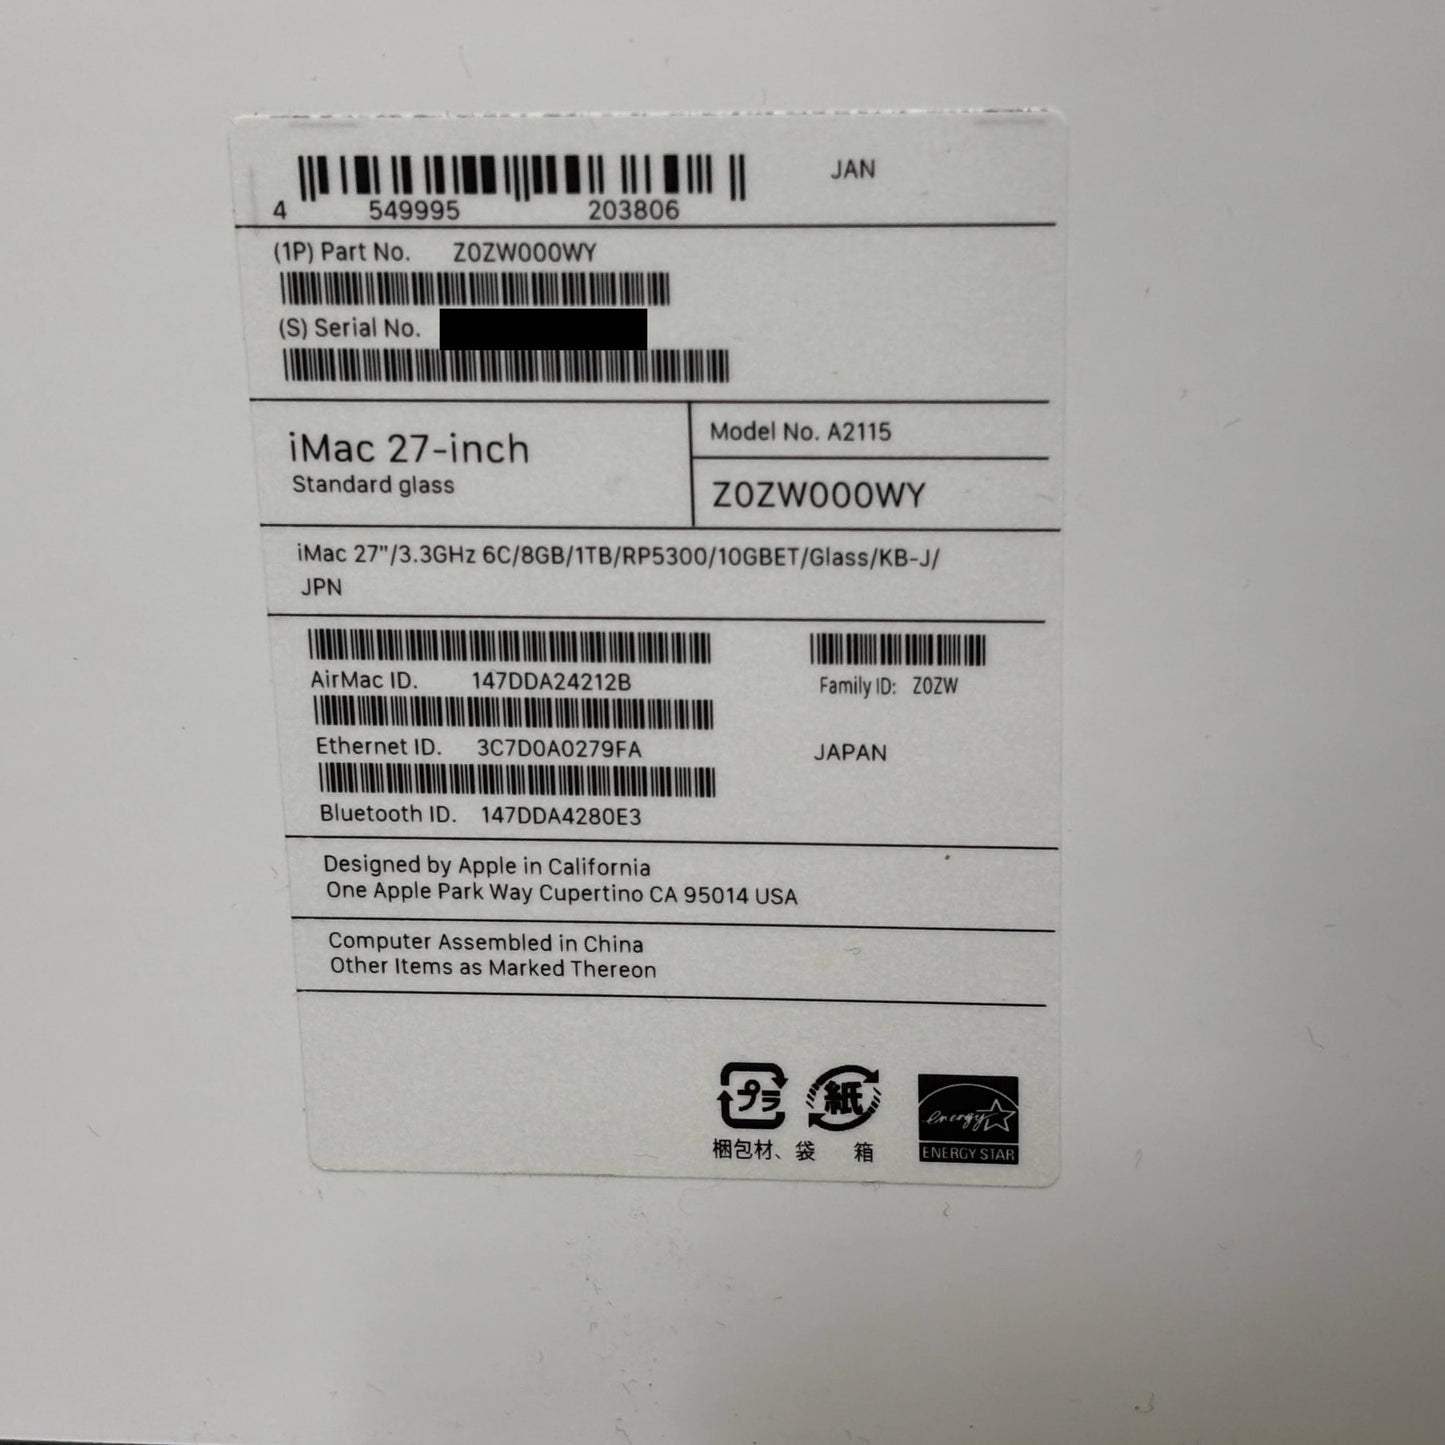 JAN
4 549995 203806
(1P) Part No. Z0ZW000WY
(S) Serial No.
iMac 27-inch
Standard glass
Model No. A2115
Z0ZW000WY
iMac 27"/3.3GHz 6C/8GB/1TB/RP5300/10GBET/Glass/KB-J/
JPN
AirMac ID. 147DDA24212B
Family ID: Z0ZW
Ethernet ID. 3C7D0A0279FA
JAPAN
Bluetooth ID. 147DDA4280E3
Designed by Apple in California
One Apple Park Way Cupertino CA 95014 USA
Computer Assembled in China
Other Items as Marked Thereon
プラ
紙
energy
梱包材、袋 箱
ENERGY STAR